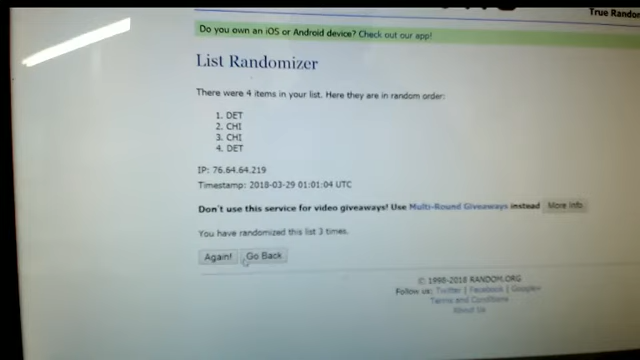 True Rando
Do you own an iOS or Android device? Check out our app!
List Randomizer
There were 4 items in your list. Here they are in random order:
1. DET
2. CHI
3. CHI
4. DET
IP: 76.64.64.219
Timestamp: 2018-03-29 01:01:04 UTC
Don't use this service for video giveaways! Use Multi-Round Giveaways instead More Info
You have randomized this list 3 times.
Again! Go Back
© 1998-2018 RANDOM.ORG
Follow us: Twitter | Facebook | Google+
Terms and Conditions
About Us